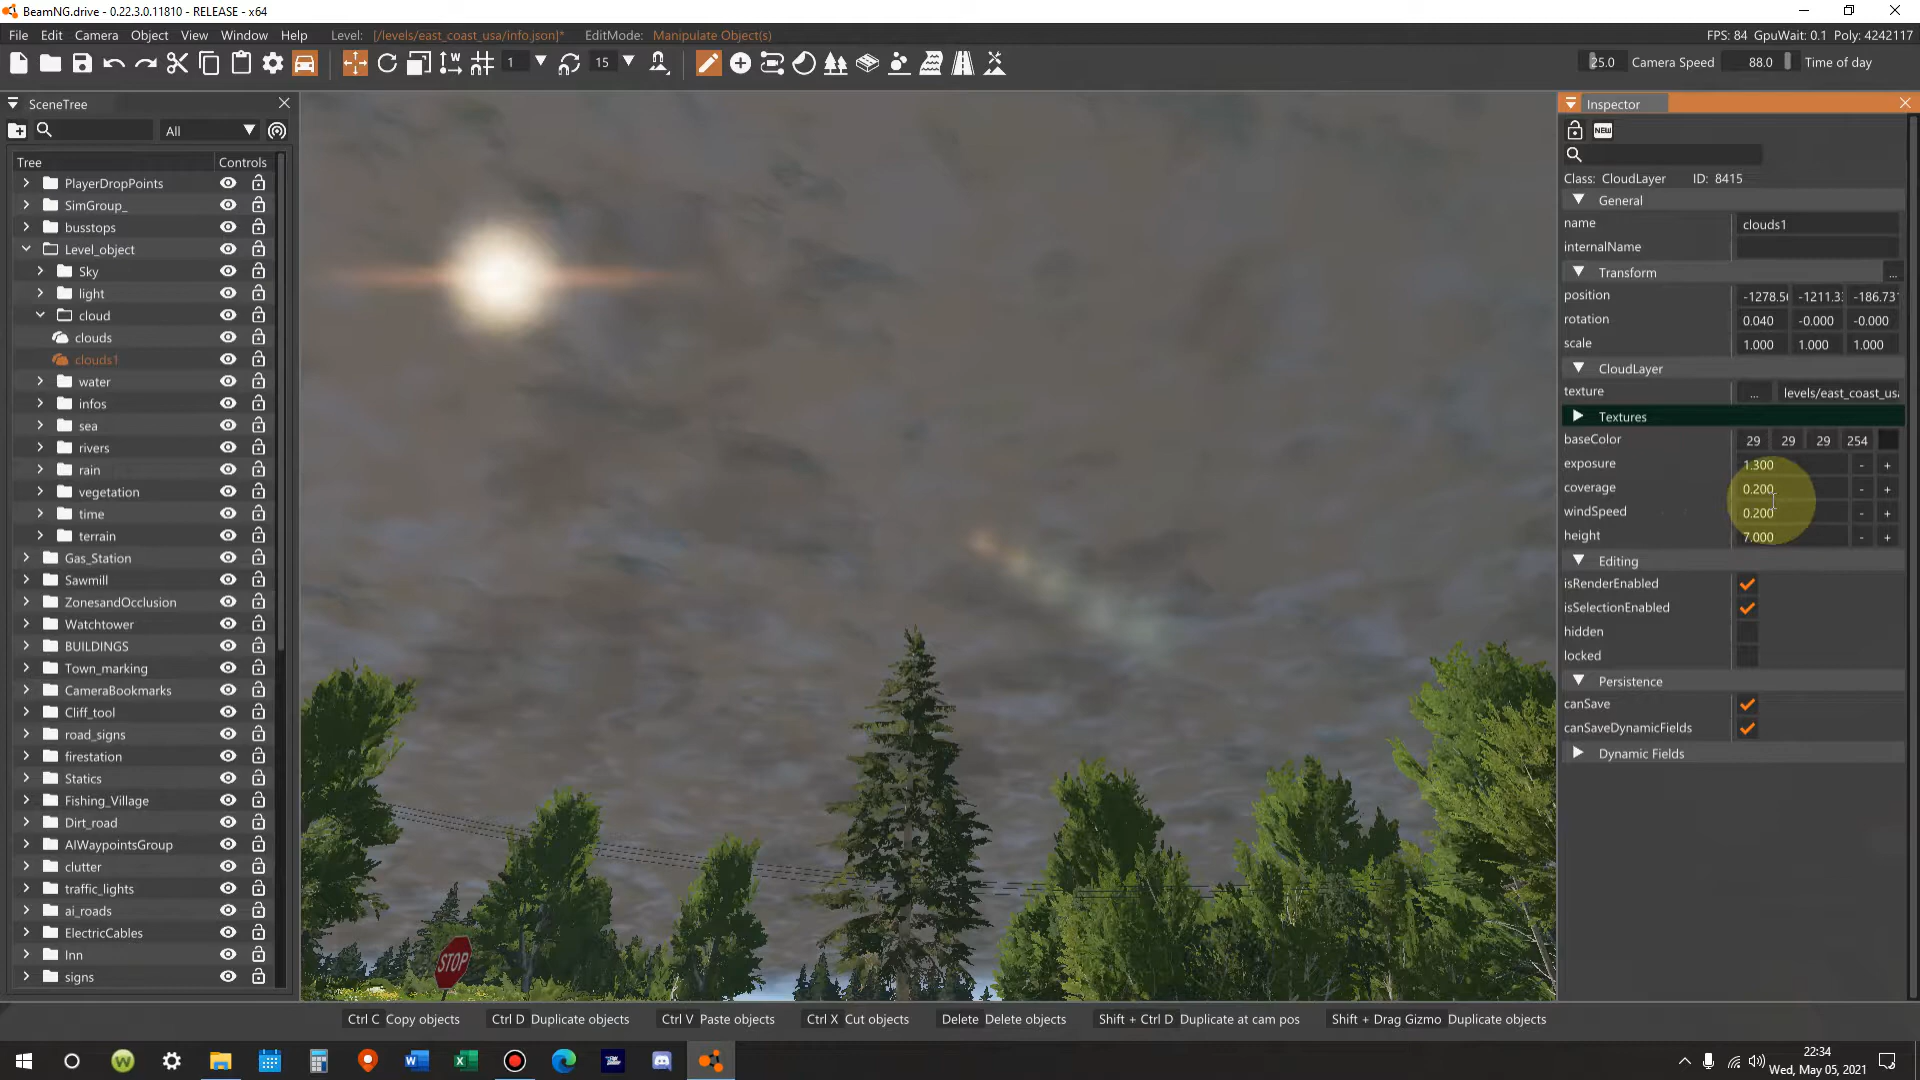 BeamNG.drive - 0.22.3.0.11810 - RELEASE - x64
File Edit Camera Object View Window Help Level: [/levels/east_coast_usa/info.json]* EditMode: Manipulate Object(s) FPS: 84 GpuWait: 0.1 Poly: 4242117
1 15 25.0 Camera Speed 88.0 Time of day
SceneTree
All
Tree Controls
PlayerDropPoints
SimGroup_
busstops
Level_object
Sky
light
cloud
clouds
clouds1
water
infos
sea
rivers
rain
vegetation
time
terrain
Gas_Station
Sawmill
ZonesandOcclusion
Watchtower
BUILDINGS
Town_marking
CameraBookmarks
Cliff_tool
road_signs
firestation
Statics
Fishing_Village
Dirt_road
AIWaypointsGroup
clutter
traffic_lights
ai_roads
ElectricCables
Inn
signs
STOP
Inspector
NEW
Class: CloudLayer ID: 8415
General
name clouds1
internalName
Transform ...
position -1278.5 -1211.3 -186.73
rotation 0.040 -0.000 -0.000
scale 1.000 1.000 1.000
CloudLayer
texture ... levels/east_coast_usa
Textures
baseColor 29 29 29 254
exposure 1.300 - +
coverage 0.200 - +
windSpeed 0.200 - +
height 7.000 - +
Editing
isRenderEnabled
isSelectionEnabled
hidden
locked
Persistence
canSave
canSaveDynamicFields
Dynamic Fields
Ctrl C Copy objects Ctrl D Duplicate objects Ctrl V Paste objects Ctrl X Cut objects Delete Delete objects Shift + Ctrl D Duplicate at cam pos Shift + Drag Gizmo Duplicate objects
22:34
Wed, May 05, 2021